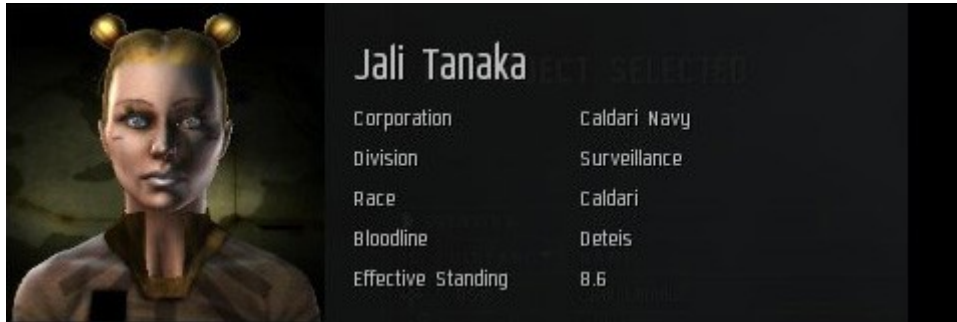 Jali Tanaka
Corporation Caldari Navy
Division Surveillance
Race Caldari
Bloodline Deteis
Effective Standing 8.6